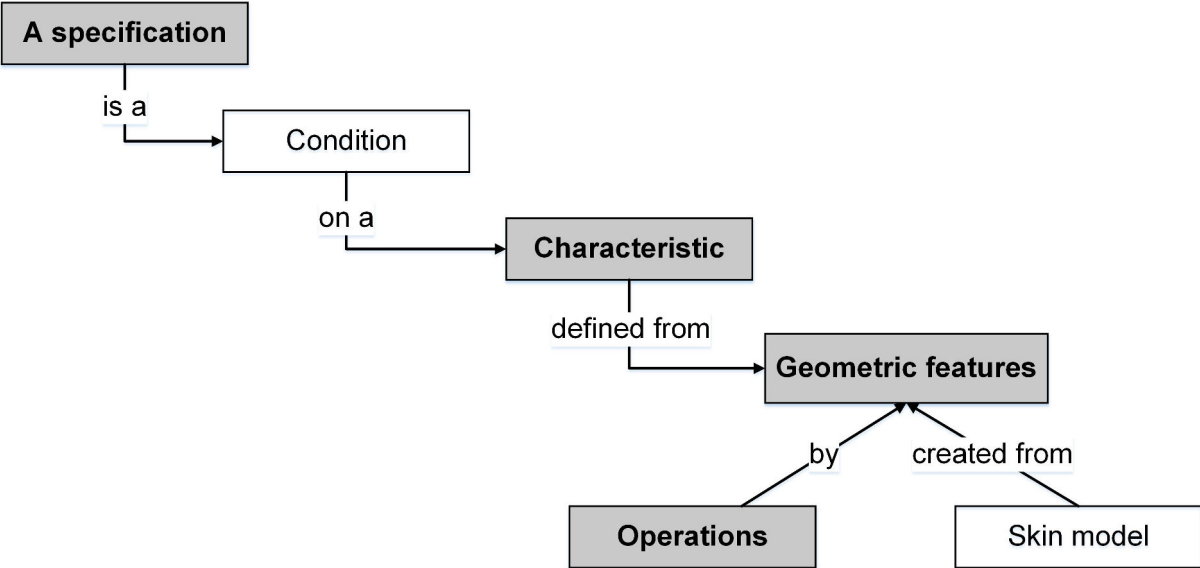 A specification
is a
Condition
on a
Characteristic
defined from
Geometric features
by
created from
Operations
Skin model